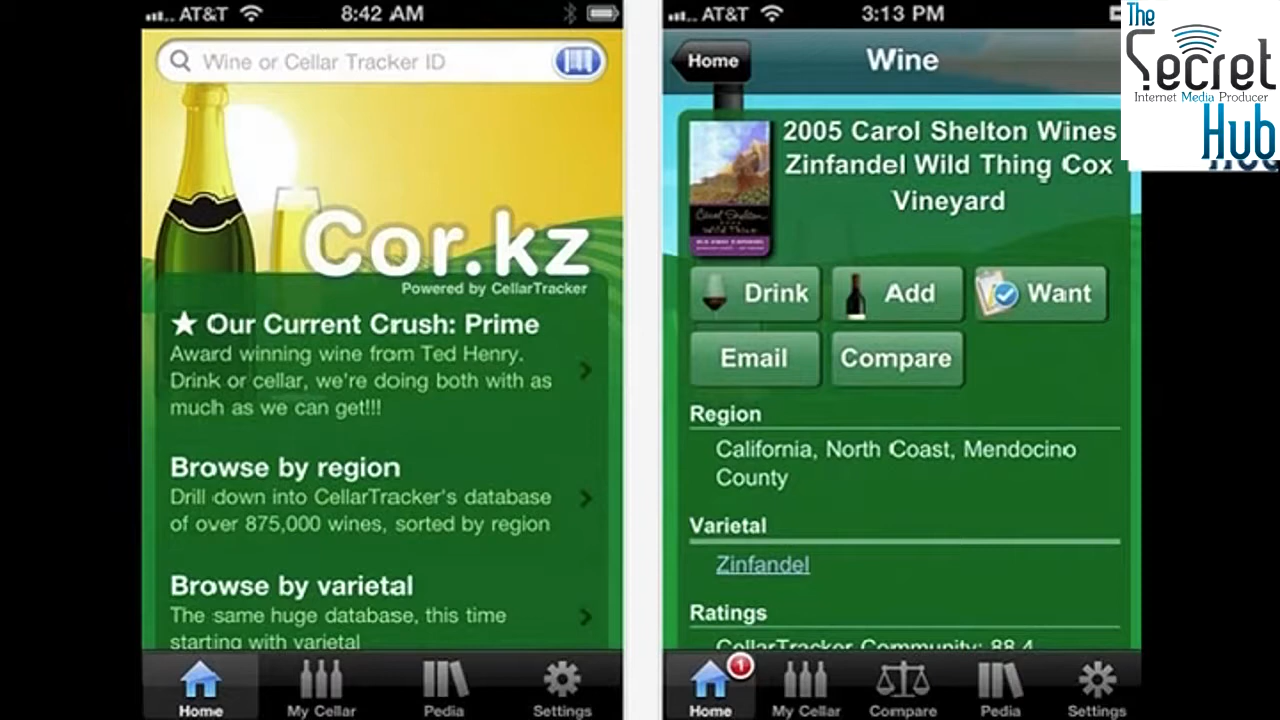 AT&T 8:42 AM
Wine or Cellar Tracker ID
Cor.kz
Powered by CellarTracker
★ Our Current Crush: Prime
Award winning wine from Ted Henry.
Drink or cellar, we're doing both with as
much as we can get!!!
Browse by region
Drill down into CellarTracker's database
of over 875,000 wines, sorted by region
Browse by varietal
The same huge database, this time
starting with varietal
Home My Cellar Pedia Settings
AT&T 3:13 PM
Home Wine
2005 Carol Shelton Wines
Zinfandel Wild Thing Cox
Vineyard
Carol Shelton
Wild Thing
Drink Add Want
Email Compare
Region
California, North Coast, Mendocino
County
Varietal
Zinfandel
Ratings
CellarTracker Community: 88.4
1
Home My Cellar Compare Pedia Settings
The
Secret
Internet Media Producer
Hub